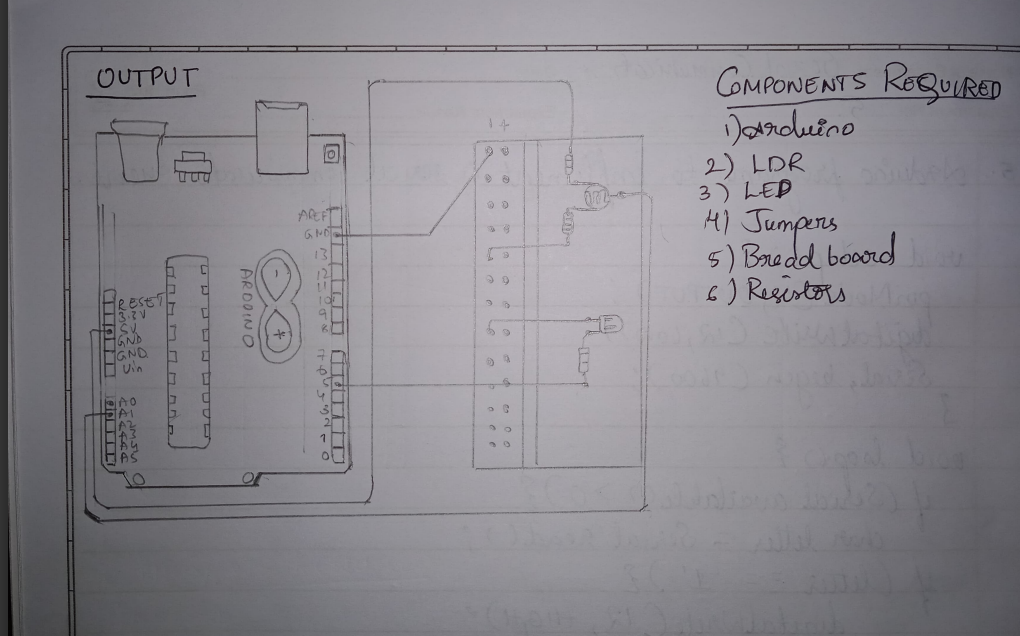 OUTPUT
COMPONENTS REQUIRED
1) Arduino
2) LDR
3) LED
4) Jumpers
5) Bread board
6) Resistors
- +
AREF
GND
13
12
11
10
9
8
7
6
5
4
3
2
1
0
ARDUINO
- +
RESET
3.3V
5V
GND
GND
Vin
A0
A1
A2
A3
A4
A5